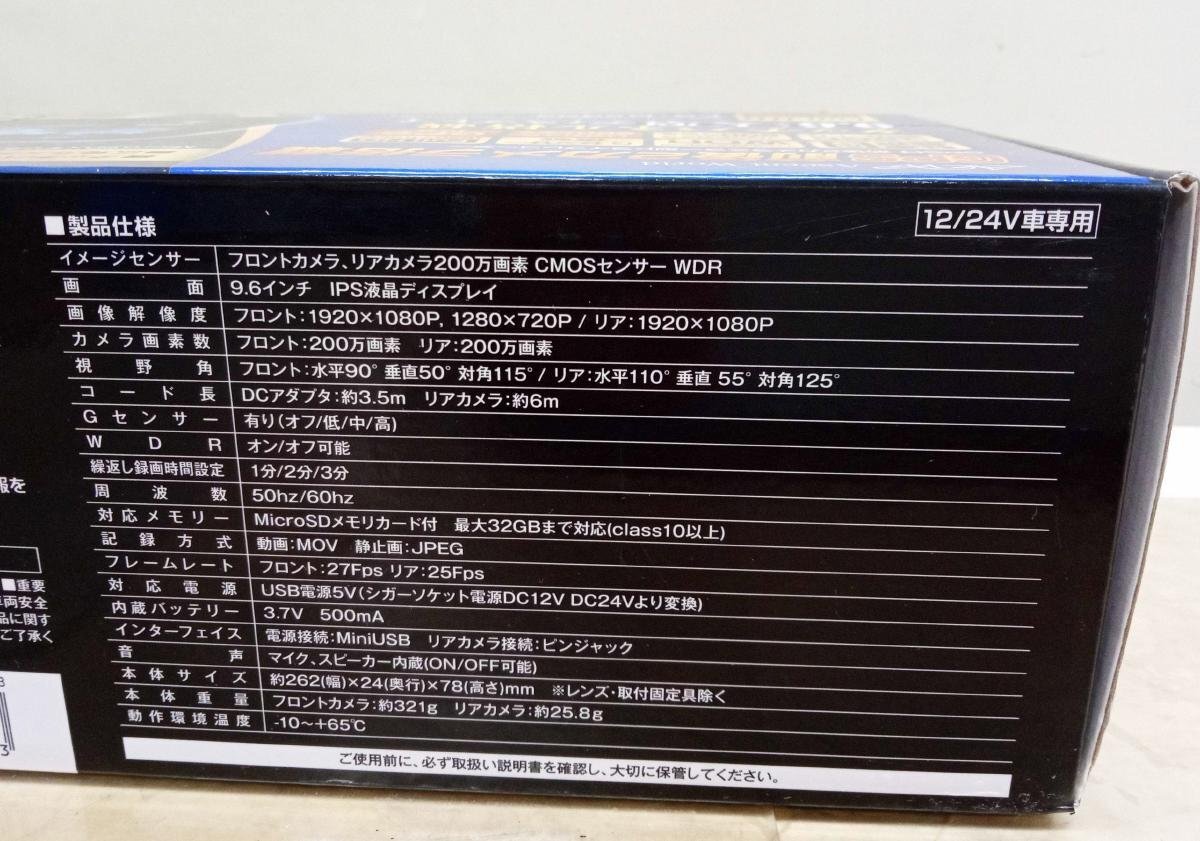 ■製品仕様
12/24V車専用
イメージセンサー フロントカメラ、リアカメラ200万画素 CMOSセンサー WDR
画面 9.6インチ IPS液晶ディスプレイ
画像解像度 フロント:1920×1080P, 1280×720P / リア:1920×1080P
カメラ画素数 フロント:200万画素 リア:200万画素
視野角 フロント:水平90° 垂直50° 対角115° / リア:水平110° 垂直 55° 対角125°
コード長 DCアダプタ:約3.5m リアカメラ:約6m
Gセンサー 有り(オフ/低/中/高)
WDR オン/オフ可能
繰返し録画時間設定 1分/2分/3分
周波数 50hz/60hz
対応メモリー MicroSDメモリカード付 最大32GBまで対応(class10以上)
記録方式 動画:MOV 静止画:JPEG
フレームレート フロント:27Fps リア:25Fps
対応電源 USB電源5V(シガーソケット電源DC12V DC24Vより変換)
内蔵バッテリー 3.7V 500mA
インターフェイス 電源接続:MiniUSB リアカメラ接続:ピンジャック
音声 マイク、スピーカー内蔵(ON/OFF可能)
本体サイズ 約262(幅)×24(奥行)×78(高さ)mm ※レンズ・取付固定具除く
本体重量 フロントカメラ:約321g リアカメラ:約25.8g
動作環境温度 -10～+65℃
ご使用前に、必ず取扱い説明書を確認し、大切に保管してください。
報を
■重要
車両安全
品に関す
ご了承く
3